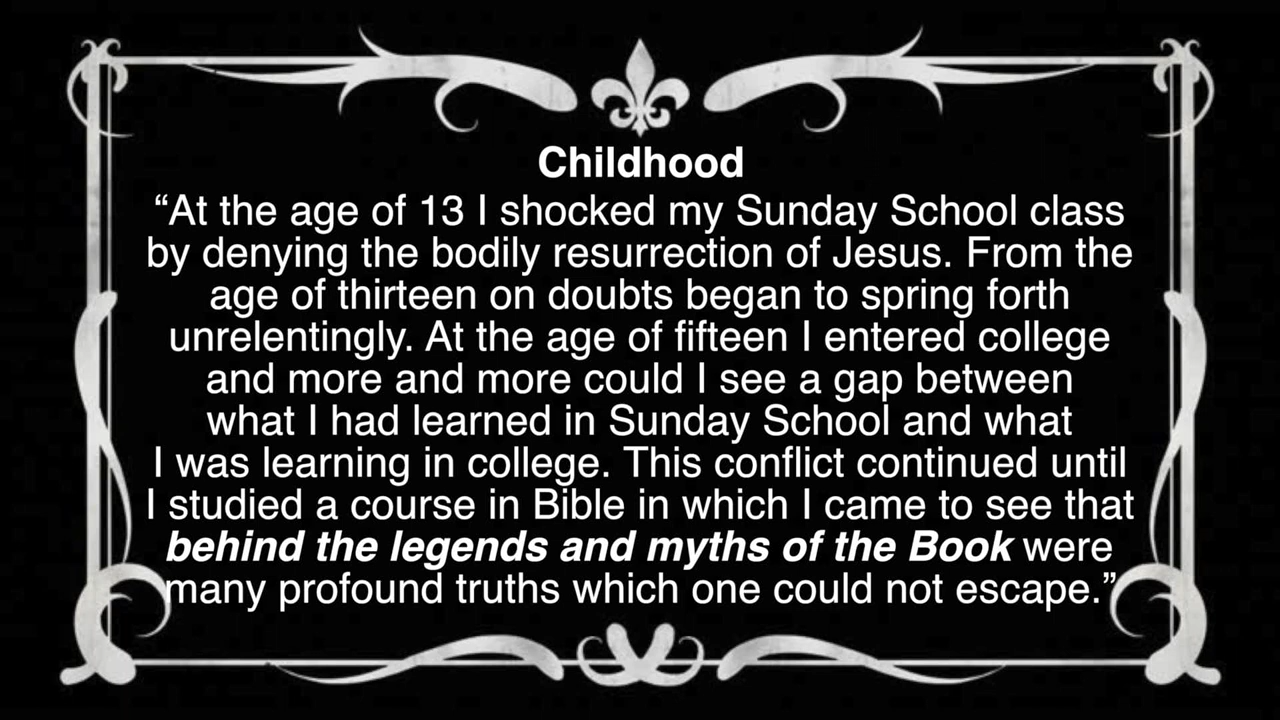 Childhood
“At the age of 13 I shocked my Sunday School class
by denying the bodily resurrection of Jesus. From the
age of thirteen on doubts began to spring forth
unrelentingly. At the age of fifteen I entered college
and more and more could I see a gap between
what I had learned in Sunday School and what
I was learning in college. This conflict continued until
I studied a course in Bible in which I came to see that
behind the legends and myths of the Book were
many profound truths which one could not escape.”